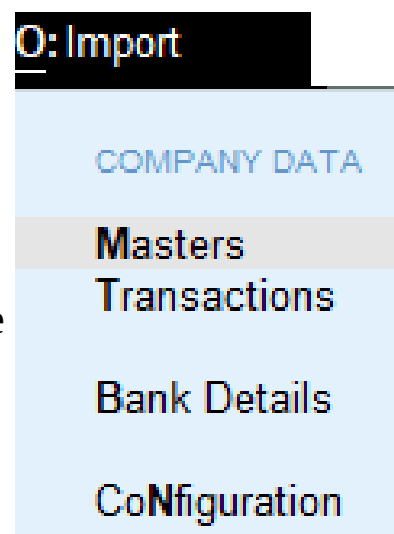 O: Import
COMPANY DATA
Masters
Transactions
e
Bank Details
CoNfiguration